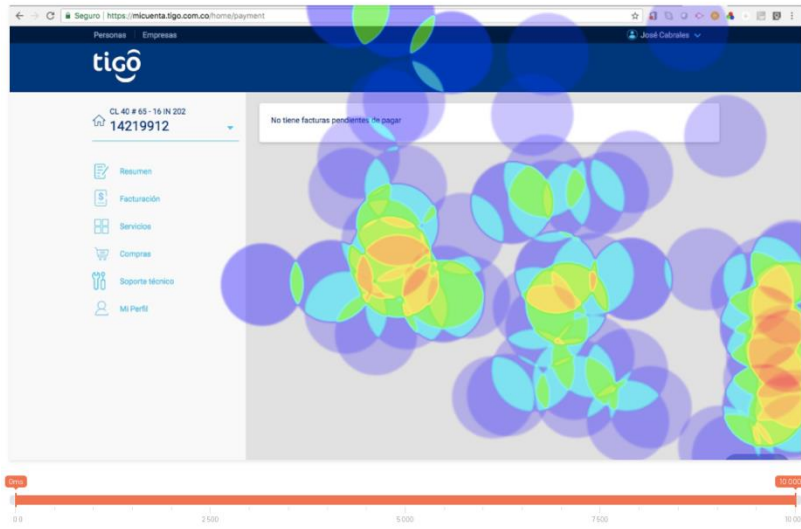 Seguro | https://micuenta.tigo.com.co/home/payment
Personas Empresas José Cabrales
tigo
CL 40 # 65 - 16 IN 202
14219912
No tiene facturas pendientes de pagar
Resumen
Facturación
Servicios
Compras
Soporte técnico
Mi Perfil
0ms 10 000
0 0 2 500 5 000 7 500 10 00